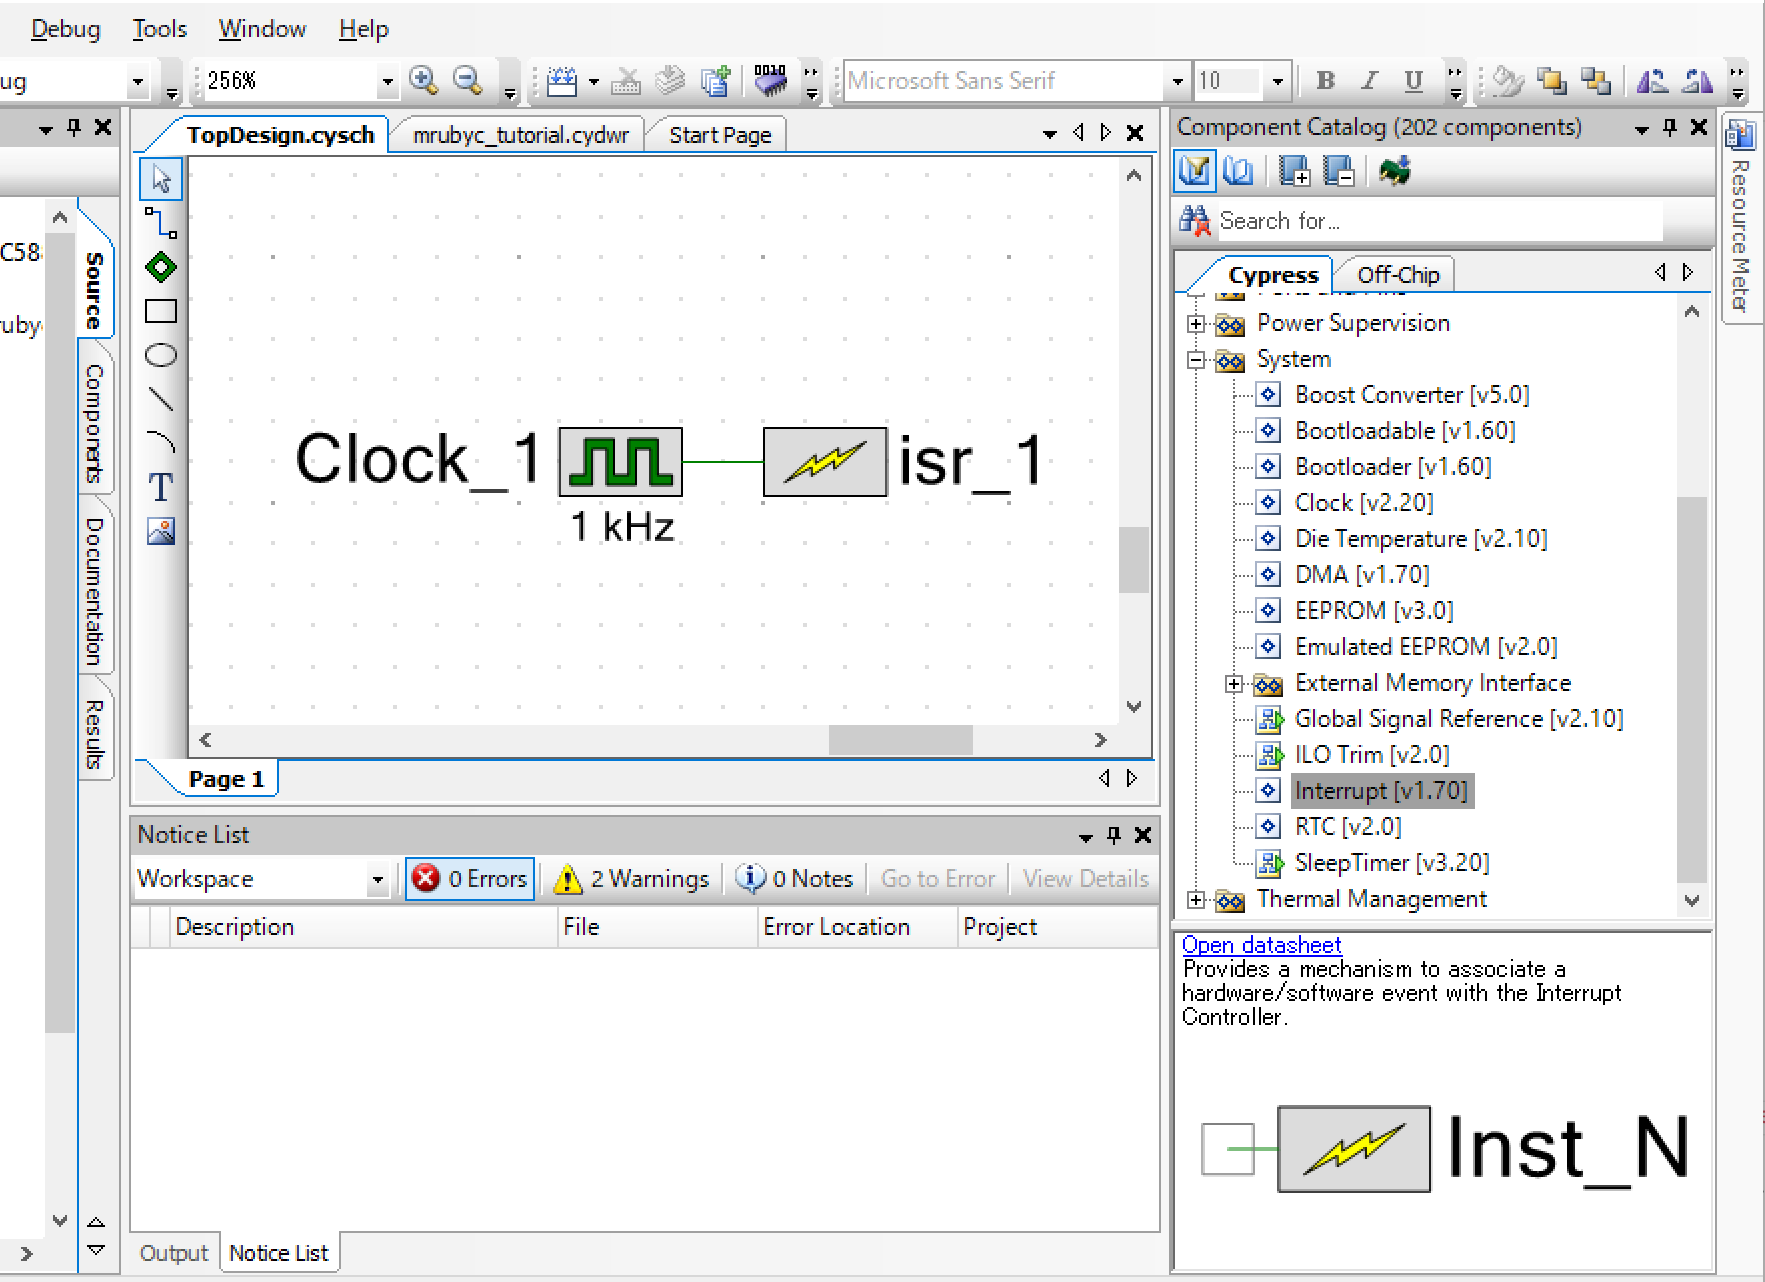 Debug Tools Window Help
ug 256% Microsoft Sans Serif 10 B I U
TopDesign.cysch mrubyc_tutorial.cydwr Start Page
C58
ruby
Source
Components
Documentation
Results
T
Clock_1 isr_1
1 kHz
Page 1
Notice List
Workspace 0 Errors 2 Warnings 0 Notes Go to Error View Details
Description File Error Location Project
Output Notice List
Component Catalog (202 components)
Search for...
Cypress Off-Chip
Power Supervision
System
Boost Converter [v5.0]
Bootloadable [v1.60]
Bootloader [v1.60]
Clock [v2.20]
Die Temperature [v2.10]
DMA [v1.70]
EEPROM [v3.0]
Emulated EEPROM [v2.0]
External Memory Interface
Global Signal Reference [v2.10]
ILO Trim [v2.0]
Interrupt [v1.70]
RTC [v2.0]
SleepTimer [v3.20]
Thermal Management
Open datasheet
Provides a mechanism to associate a
hardware/software event with the Interrupt
Controller.
Inst_N
Resource Meter